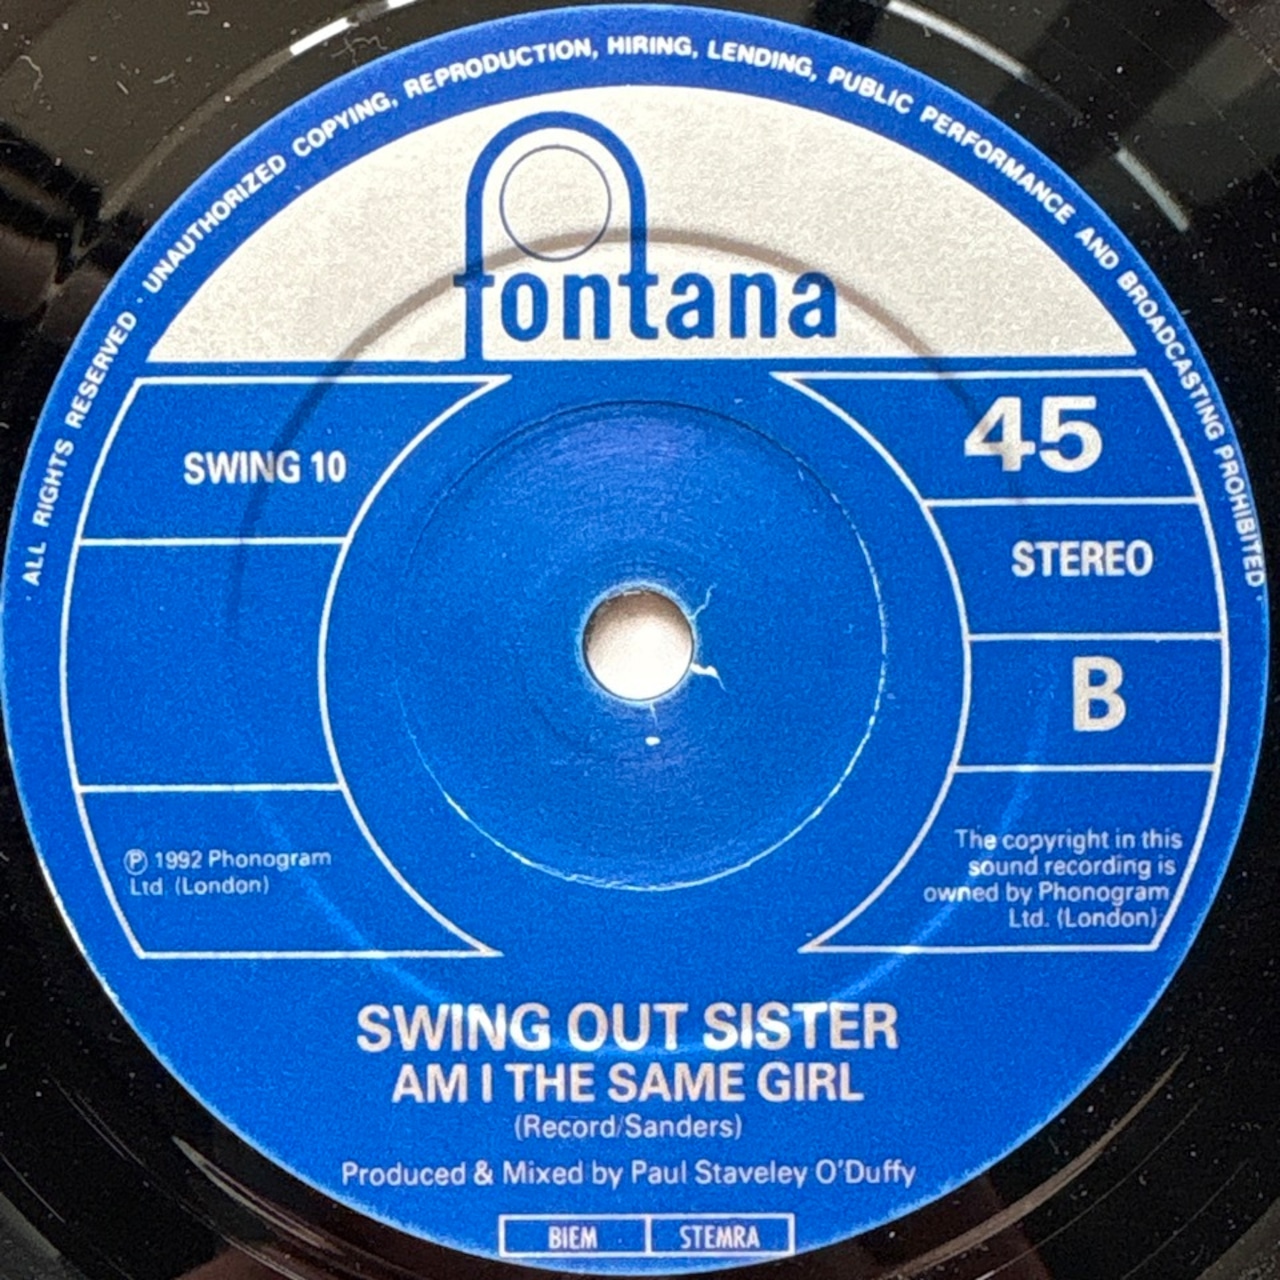 · ALL RIGHTS RESERVED · UNAUTHORIZED COPYING, REPRODUCTION, HIRING, LENDING, PUBLIC PERFORMANCE AND BROADCASTING PROHIBITED ·
fontana
SWING 10
45
STEREO
B
℗ 1992 Phonogram
Ltd. (London)
The copyright in this
sound recording is
owned by Phonogram
Ltd. (London)
SWING OUT SISTER
AM I THE SAME GIRL
(Record/Sanders)
Produced & Mixed by Paul Staveley O'Duffy
BIEM STEMRA